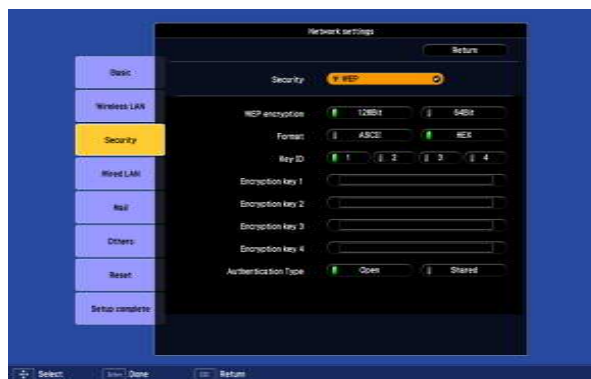 Network settings
Return
Basic
Wireless LAN
Security
Wired LAN
Mail
Others
Reset
Setup complete
Security WEP
WEP encryption 128Bit 64Bit
Format ASCII HEX
Key ID 1 2 3 4
Encryption key 1
Encryption key 2
Encryption key 3
Encryption key 4
Authentication Type Open Shared
Select Done Return